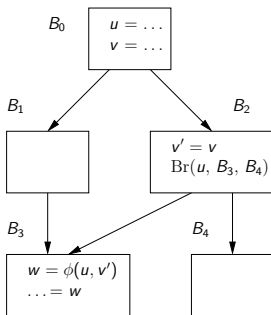 B₀
u = ...
v = ...
B₁
B₂
v′ = v
Br(u, B₃, B₄)
B₃
B₄
w = ϕ(u, v′)
... = w